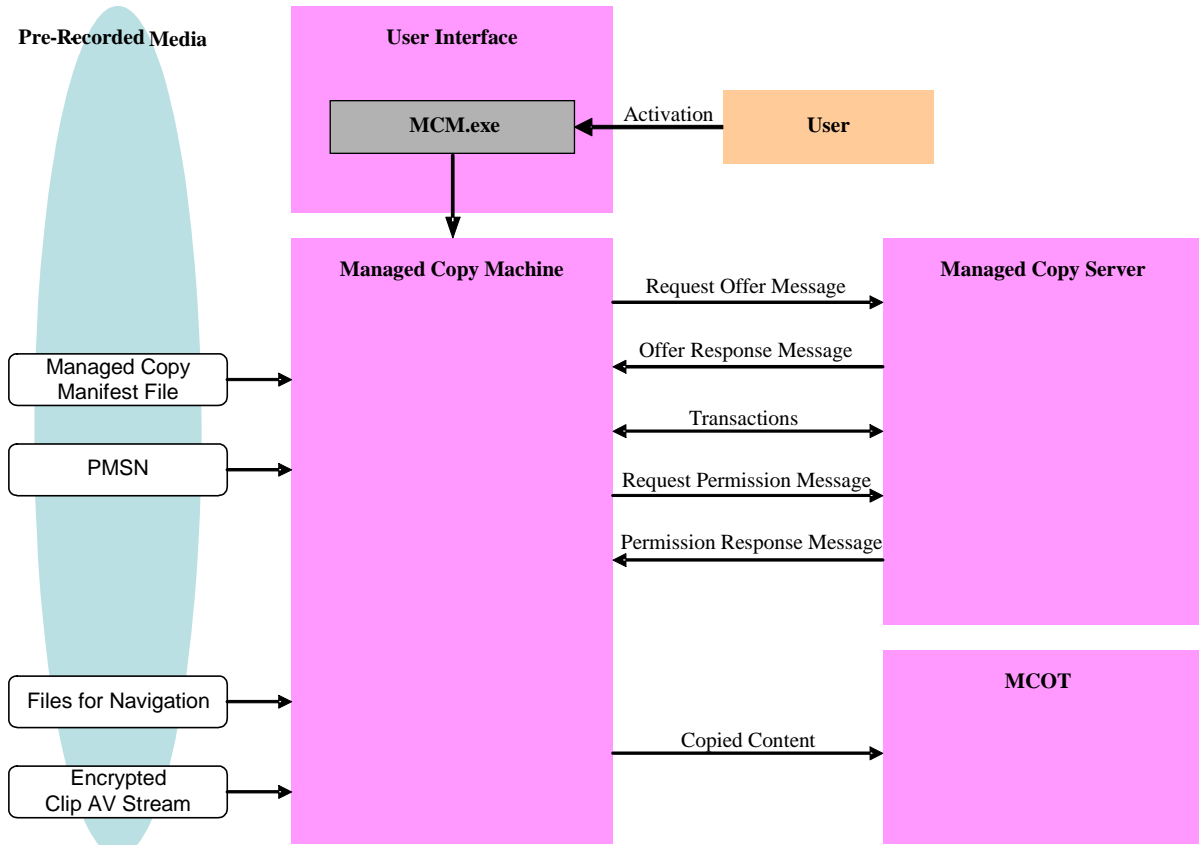 Pre-Recorded Media
User Interface
MCM.exe
Activation
User
Managed Copy Machine
Managed Copy Server
Request Offer Message
Offer Response Message
Managed Copy
Manifest File
Transactions
PMSN
Request Permission Message
Permission Response Message
MCOT
Files for Navigation
Copied Content
Encrypted
Clip AV Stream